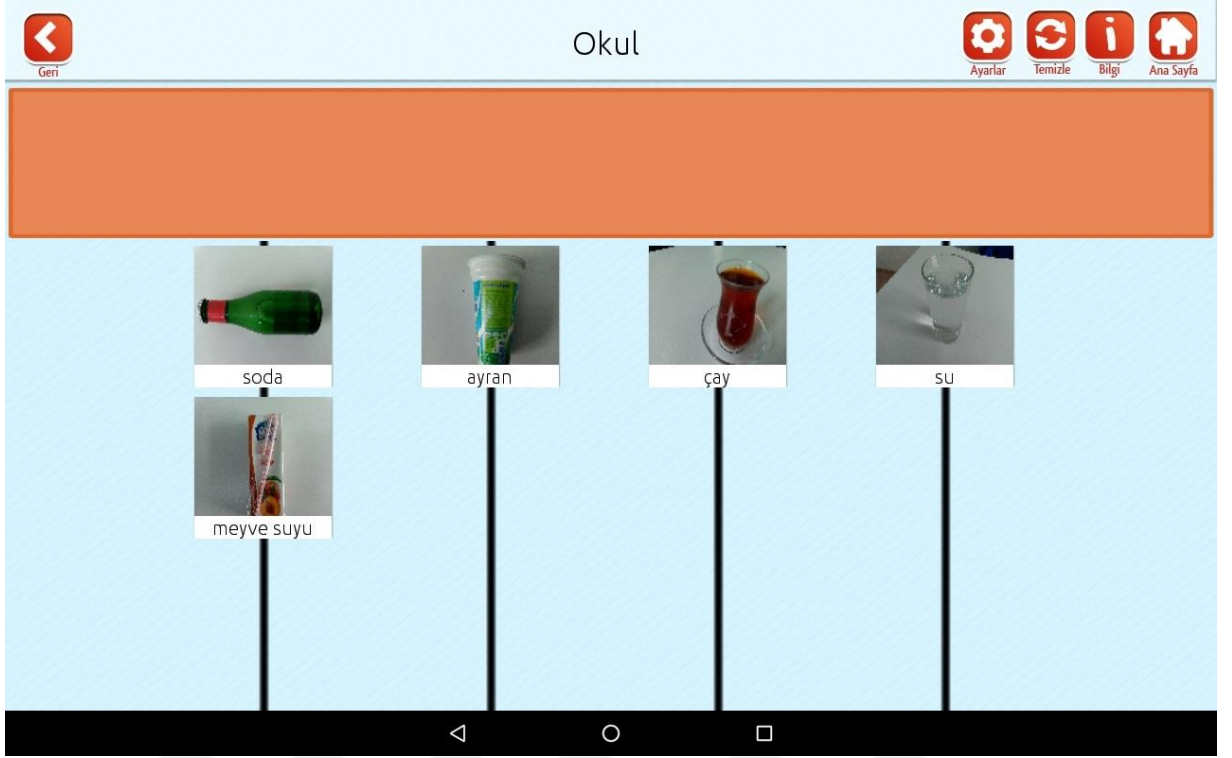 Okul
Geri
Ayarlar
Temizle
Bilgi
Ana Sayfa
soda
ayran
çay
su
meyve suyu